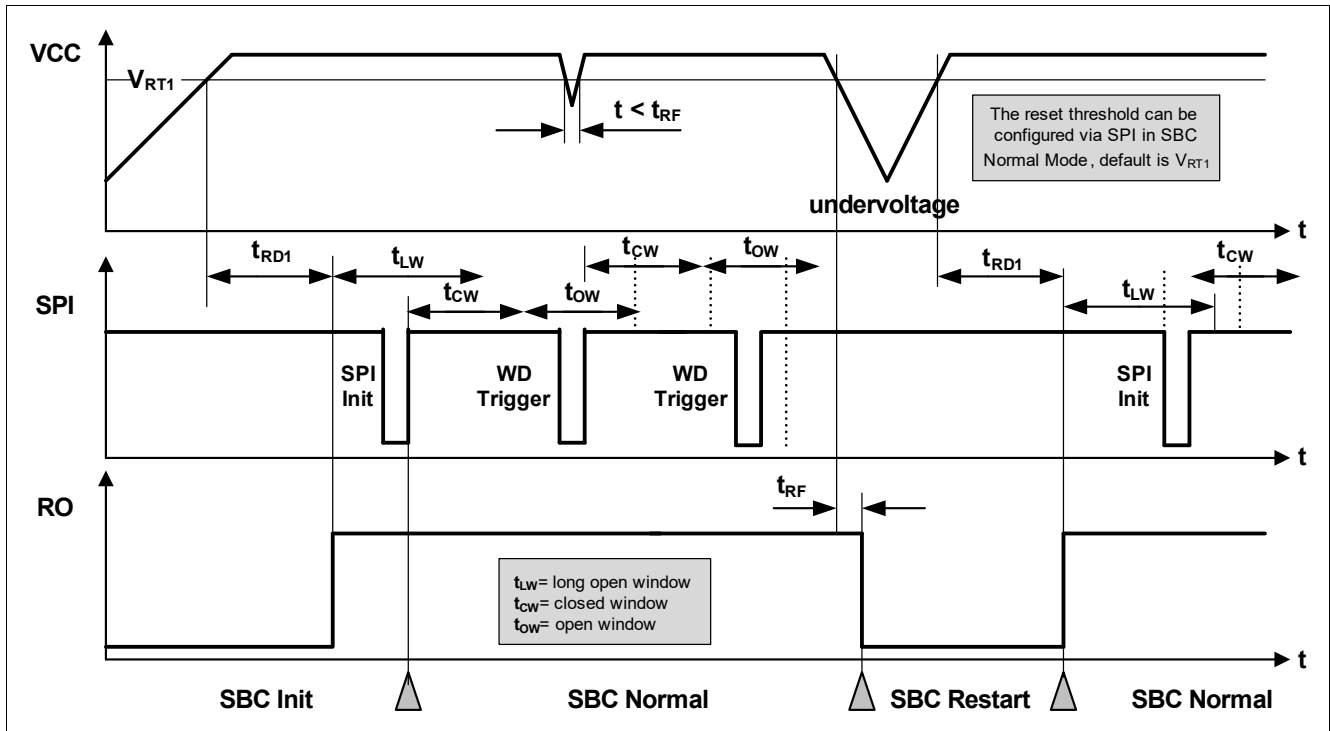 VCC
VRT1
t < tRF
The reset threshold can be
configured via SPI in SBC
Normal Mode, default is VRT1
undervoltage
t
tRD1
tLW
tCW
tOW
tCW
tOW
tRD1
tLW
tCW
SPI
SPI
Init
WD
Trigger
WD
Trigger
SPI
Init
t
RO
tRF
tLW= long open window
tCW= closed window
tOW= open window
t
SBC Init
SBC Normal
SBC Restart
SBC Normal